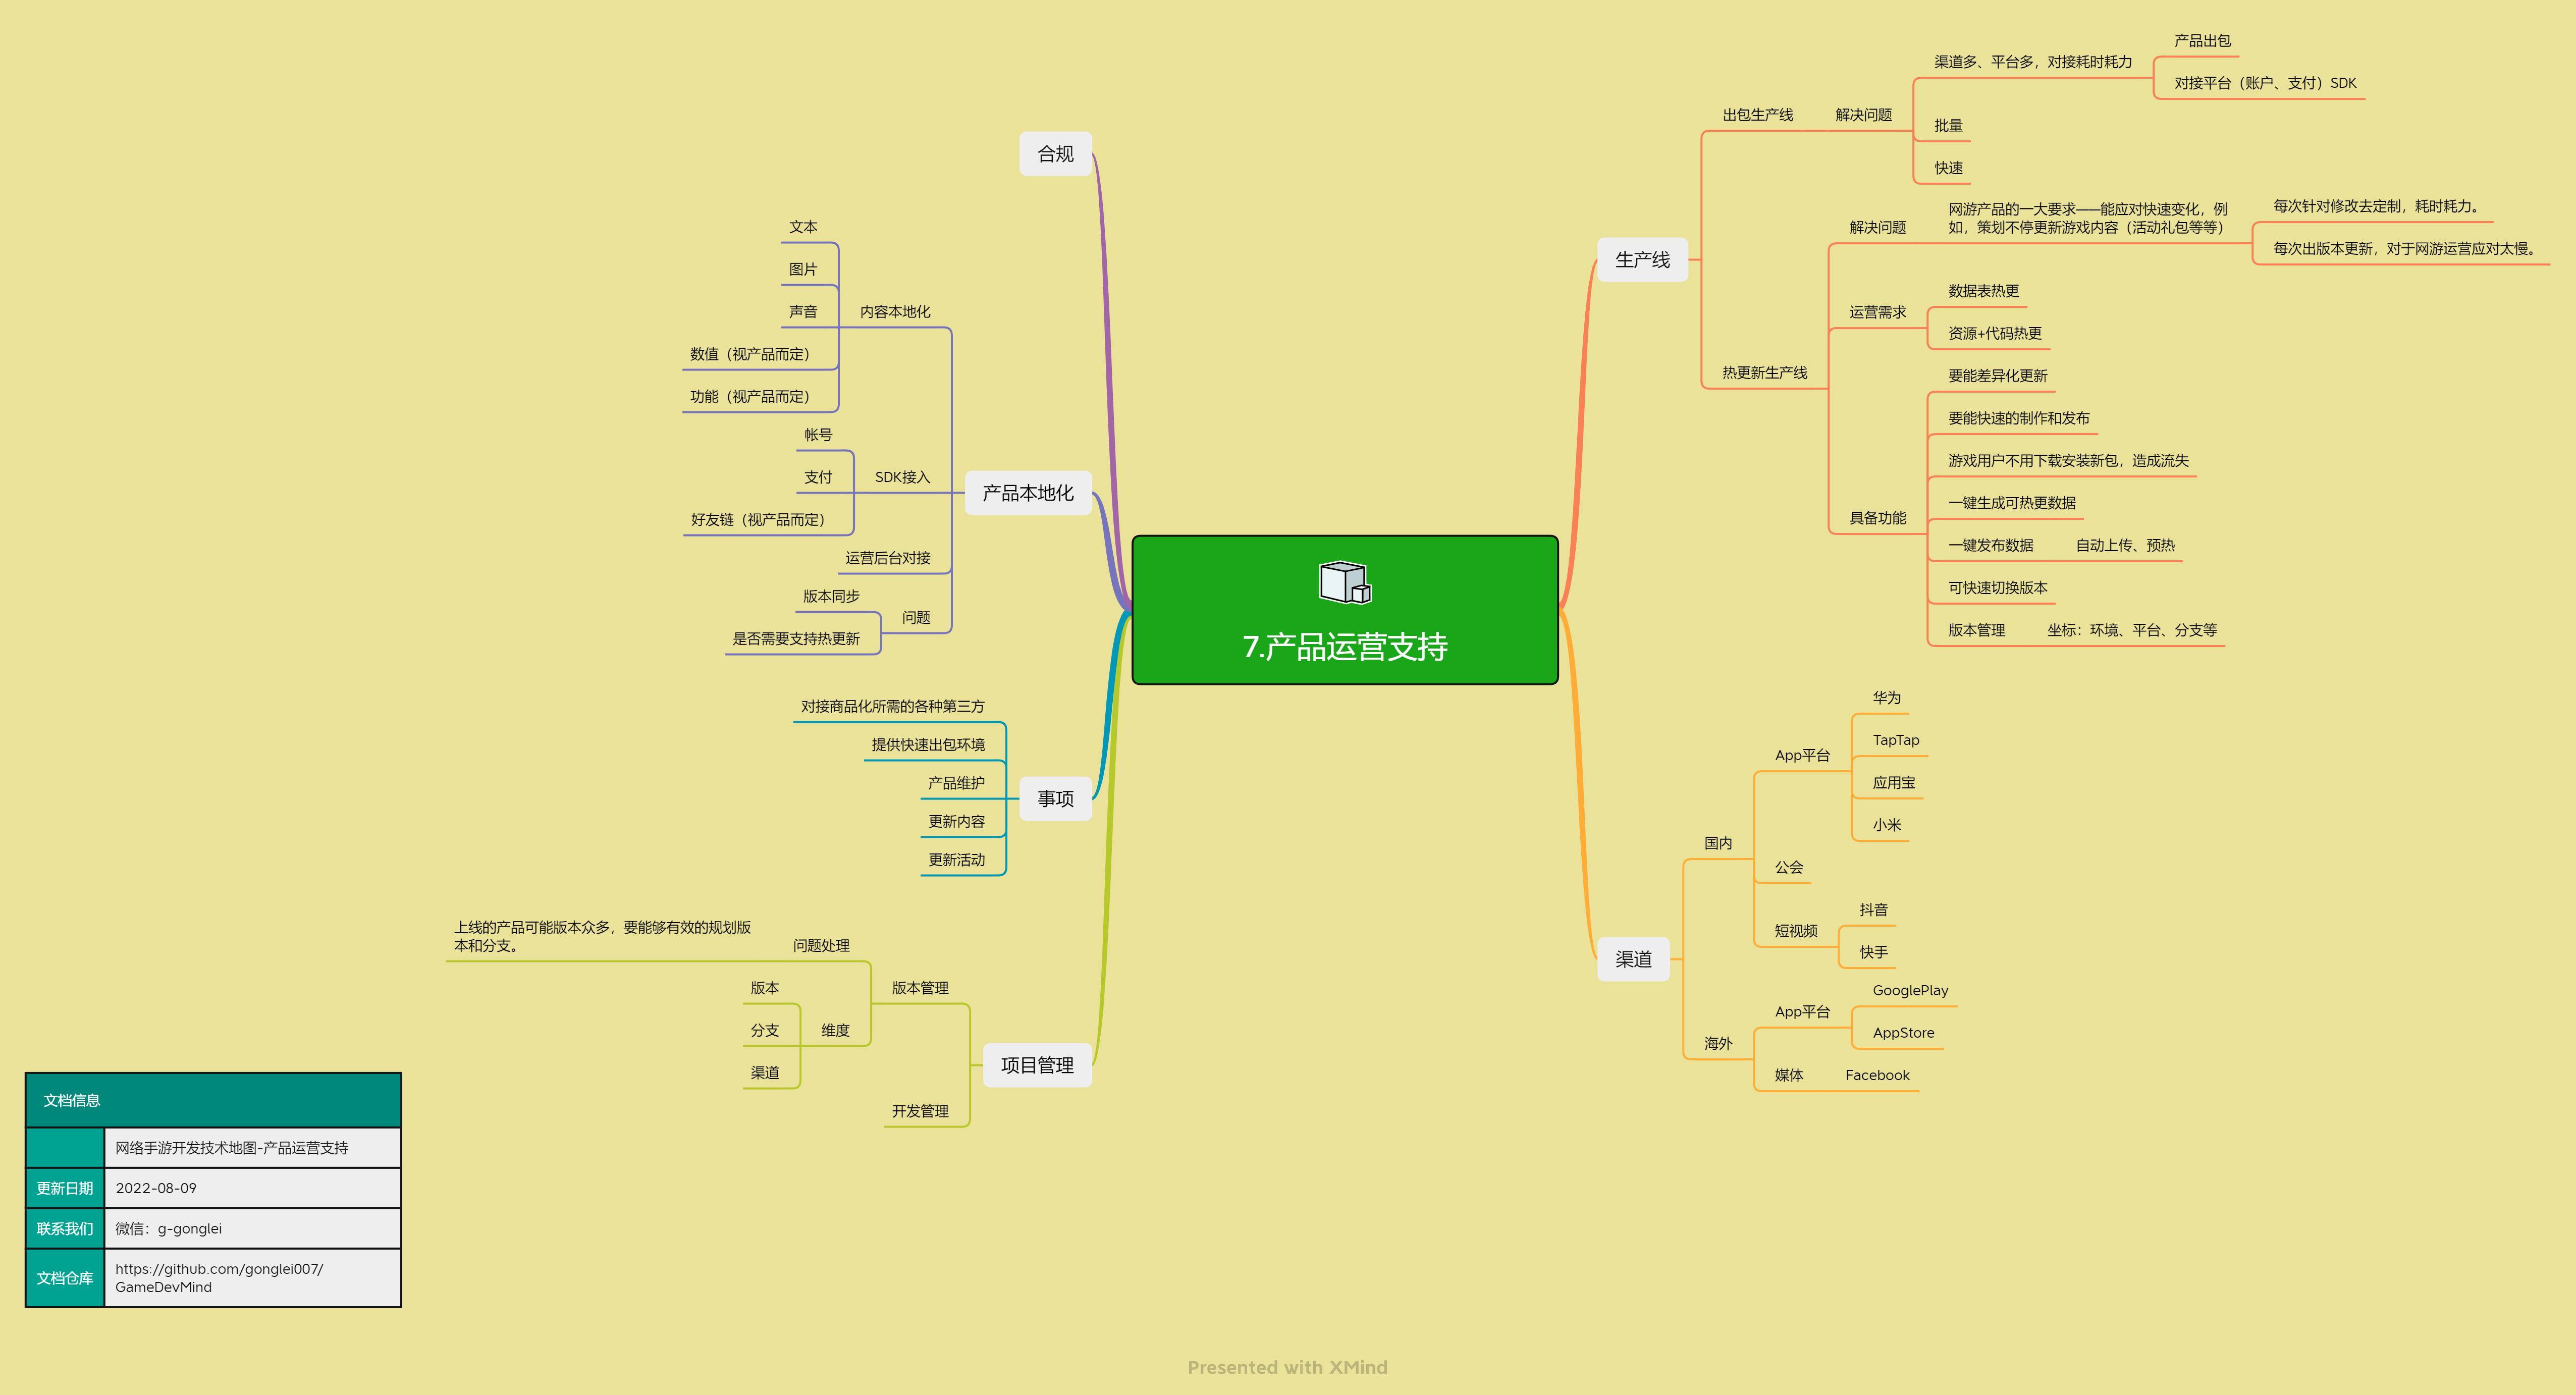 7.产品运营支持
生产线
出包生产线
解决问题
渠道多、平台多，对接耗时耗力
产品出包
对接平台（账户、支付）SDK
批量
快速
热更新生产线
解决问题
网游产品的一大要求——能应对快速变化，例
如，策划不停更新游戏内容（活动礼包等等）
每次针对修改去定制，耗时耗力。
每次出版本更新，对于网游运营应对太慢。
运营需求
数据表热更
资源+代码热更
具备功能
要能差异化更新
要能快速的制作和发布
游戏用户不用下载安装新包，造成流失
一键生成可热更数据
一键发布数据
自动上传、预热
可快速切换版本
版本管理
坐标：环境、平台、分支等
渠道
国内
App平台
华为
TapTap
应用宝
小米
公会
短视频
抖音
快手
海外
App平台
GooglePlay
AppStore
媒体
Facebook
合规
产品本地化
内容本地化
文本
图片
声音
数值（视产品而定）
功能（视产品而定）
SDK接入
帐号
支付
好友链（视产品而定）
运营后台对接
问题
版本同步
是否需要支持热更新
事项
对接商品化所需的各种第三方
提供快速出包环境
产品维护
更新内容
更新活动
项目管理
版本管理
问题处理
上线的产品可能版本众多，要能够有效的规划版
本和分支。
维度
版本
分支
渠道
开发管理
文档信息
网络手游开发技术地图-产品运营支持
更新日期
2022-08-09
联系我们
微信：g-gonglei
文档仓库
https://github.com/gonglei007/
GameDevMind
Presented with XMind